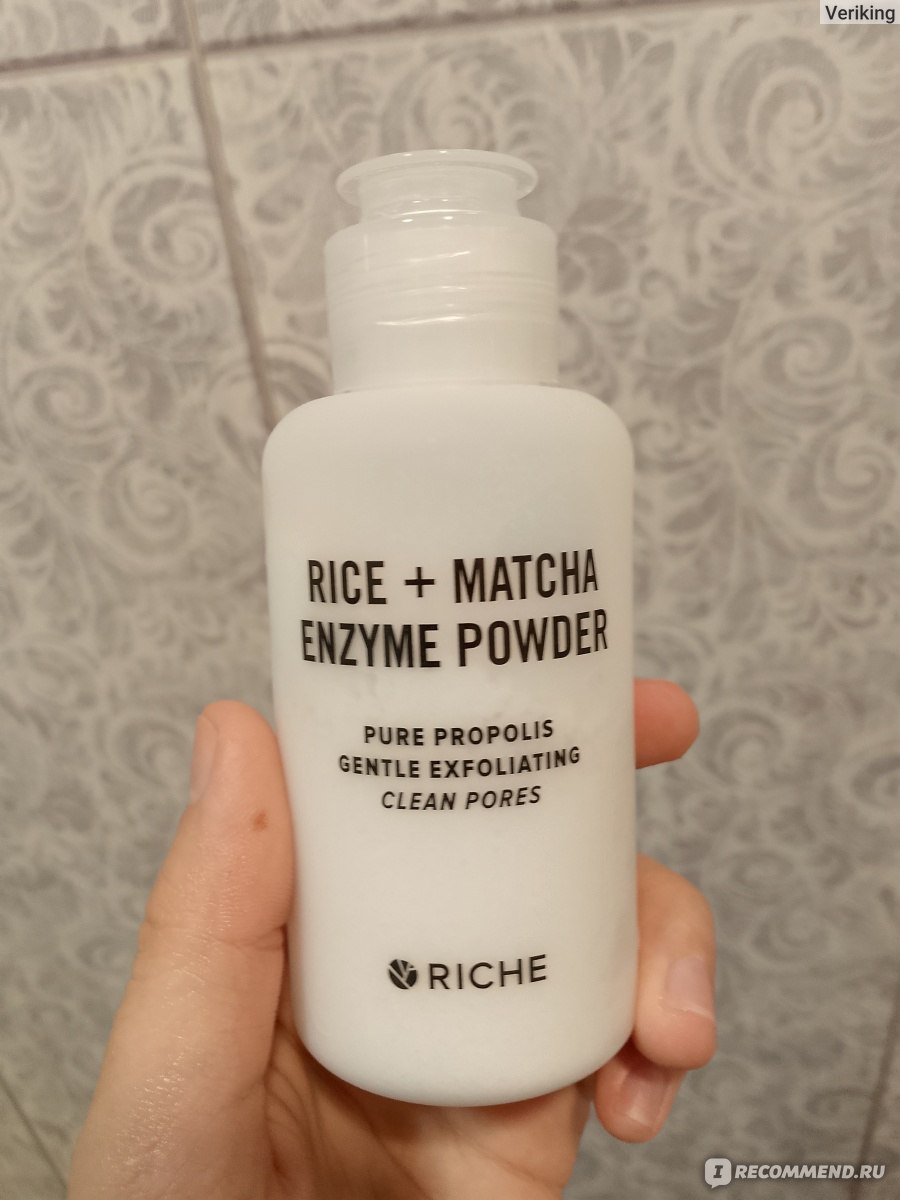 Veriking
RICE + MATCHA
ENZYME POWDER
PURE PROPOLIS
GENTLE EXFOLIATING
CLEAN PORES
RICHE
IRECOMMEND.RU